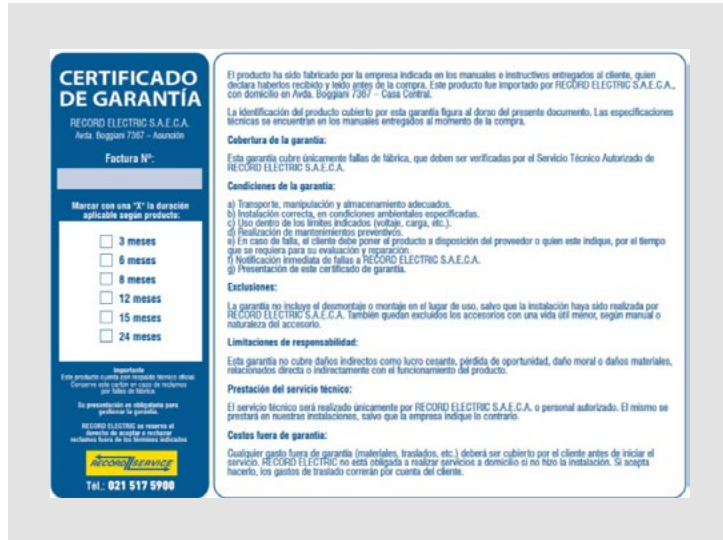 CERTIFICADO
DE GARANTÍA
RECORD ELECTRIC S.A.E.C.A.
Avda. Boggiani 7367 – Asunción
Factura Nº:
Marcar con una "X" la duración
aplicable según producto:
3 meses
6 meses
8 meses
12 meses
15 meses
24 meses
Importante
Este producto cuenta con respaldo técnico oficial.
Conserve este cartón en caso de reclamos
por fallas de fábrica.
Su presentación es obligatoria para
gestionar la garantía.
RECORD ELECTRIC se reserva el
derecho de aceptar o rechazar
reclamos fuera de los términos indicados
RECORD SERVICE
Tel.: 021 517 5900
El producto ha sido fabricado por la empresa indicada en los manuales e instructivos entregados al cliente, quien
declara haberlos recibido y leído antes de la compra. Este producto fue importado por RECORD ELECTRIC S.A.E.C.A.,
con domicilio en Avda. Boggiani 7367 – Casa Central.
La identificación del producto cubierto por esta garantía figura al dorso del presente documento. Las especificaciones
técnicas se encuentran en los manuales entregados al momento de la compra.
Cobertura de la garantía:
Esta garantía cubre únicamente fallas de fábrica, que deben ser verificadas por el Servicio Técnico Autorizado de
RECORD ELECTRIC S.A.E.C.A.
Condiciones de la garantía:
a) Transporte, manipulación y almacenamiento adecuados.
b) Instalación correcta, en condiciones ambientales especificadas.
c) Uso dentro de los límites indicados (voltaje, carga, etc.).
d) Realización de mantenimientos preventivos.
e) En caso de falla, el cliente debe poner el producto a disposición del proveedor o quien este indique, por el tiempo
que se requiera para su evaluación y reparación.
f) Notificación inmediata de fallas a RECORD ELECTRIC S.A.E.C.A.
g) Presentación de este certificado de garantía.
Exclusiones:
La garantía no incluye el desmontaje o montaje en el lugar de uso, salvo que la instalación haya sido realizada por
RECORD ELECTRIC S.A.E.C.A. También quedan excluidos los accesorios con una vida útil menor, según manual o
naturaleza del accesorio.
Limitaciones de responsabilidad:
Esta garantía no cubre daños indirectos como lucro cesante, pérdida de oportunidad, daño moral o daños materiales,
relacionados directa o indirectamente con el funcionamiento del producto.
Prestación del servicio técnico:
El servicio técnico será realizado únicamente por RECORD ELECTRIC S.A.E.C.A. o personal autorizado. El mismo se
prestará en nuestras instalaciones, salvo que la empresa indique lo contrario.
Costos fuera de garantía:
Cualquier gasto fuera de garantía (materiales, traslados, etc.) deberá ser cubierto por el cliente antes de iniciar el
servicio. RECORD ELECTRIC no está obligada a realizar servicios a domicilio si no hizo la instalación. Si acepta
hacerlo, los gastos de traslado correrán por cuenta del cliente.